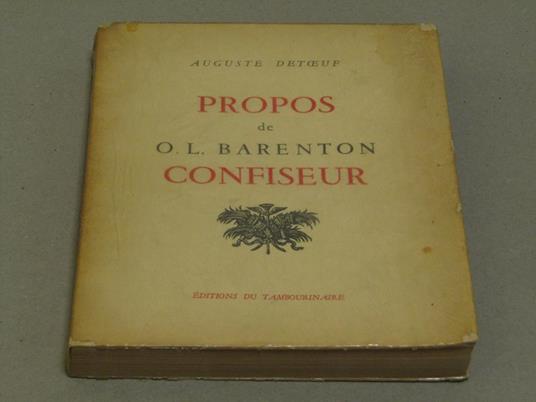 AUGUSTE DETŒUF
PROPOS
de
O. L. BARENTON
CONFISEUR
ÉDITIONS DU TAMBOURINAIRE